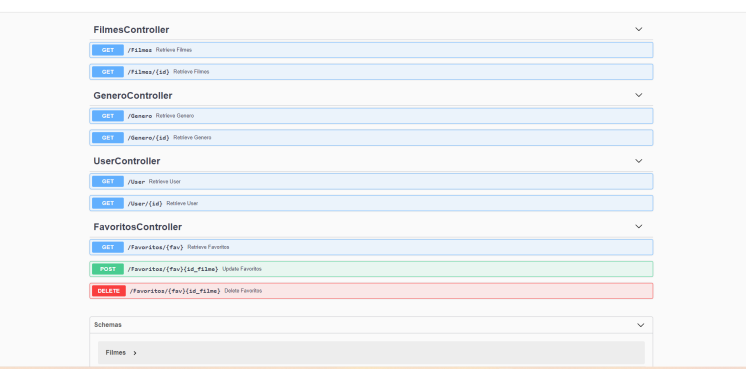 FilmesController
GET /Filmes Retrieve Filmes
GET /Filmes/{id} Retrieve Filmes
GeneroController
GET /Genero Retrieve Genero
GET /Genero/{id} Retrieve Genero
UserController
GET /User Retrieve User
GET /User/{id} Retrieve User
FavoritosController
GET /Favoritos/{fav} Retrieve Favoritos
POST /Favoritos/{fav}{id_filme} Update Favoritos
DELETE /Favoritos/{fav}{id_filme} Delete Favoritos
Schemas
Filmes